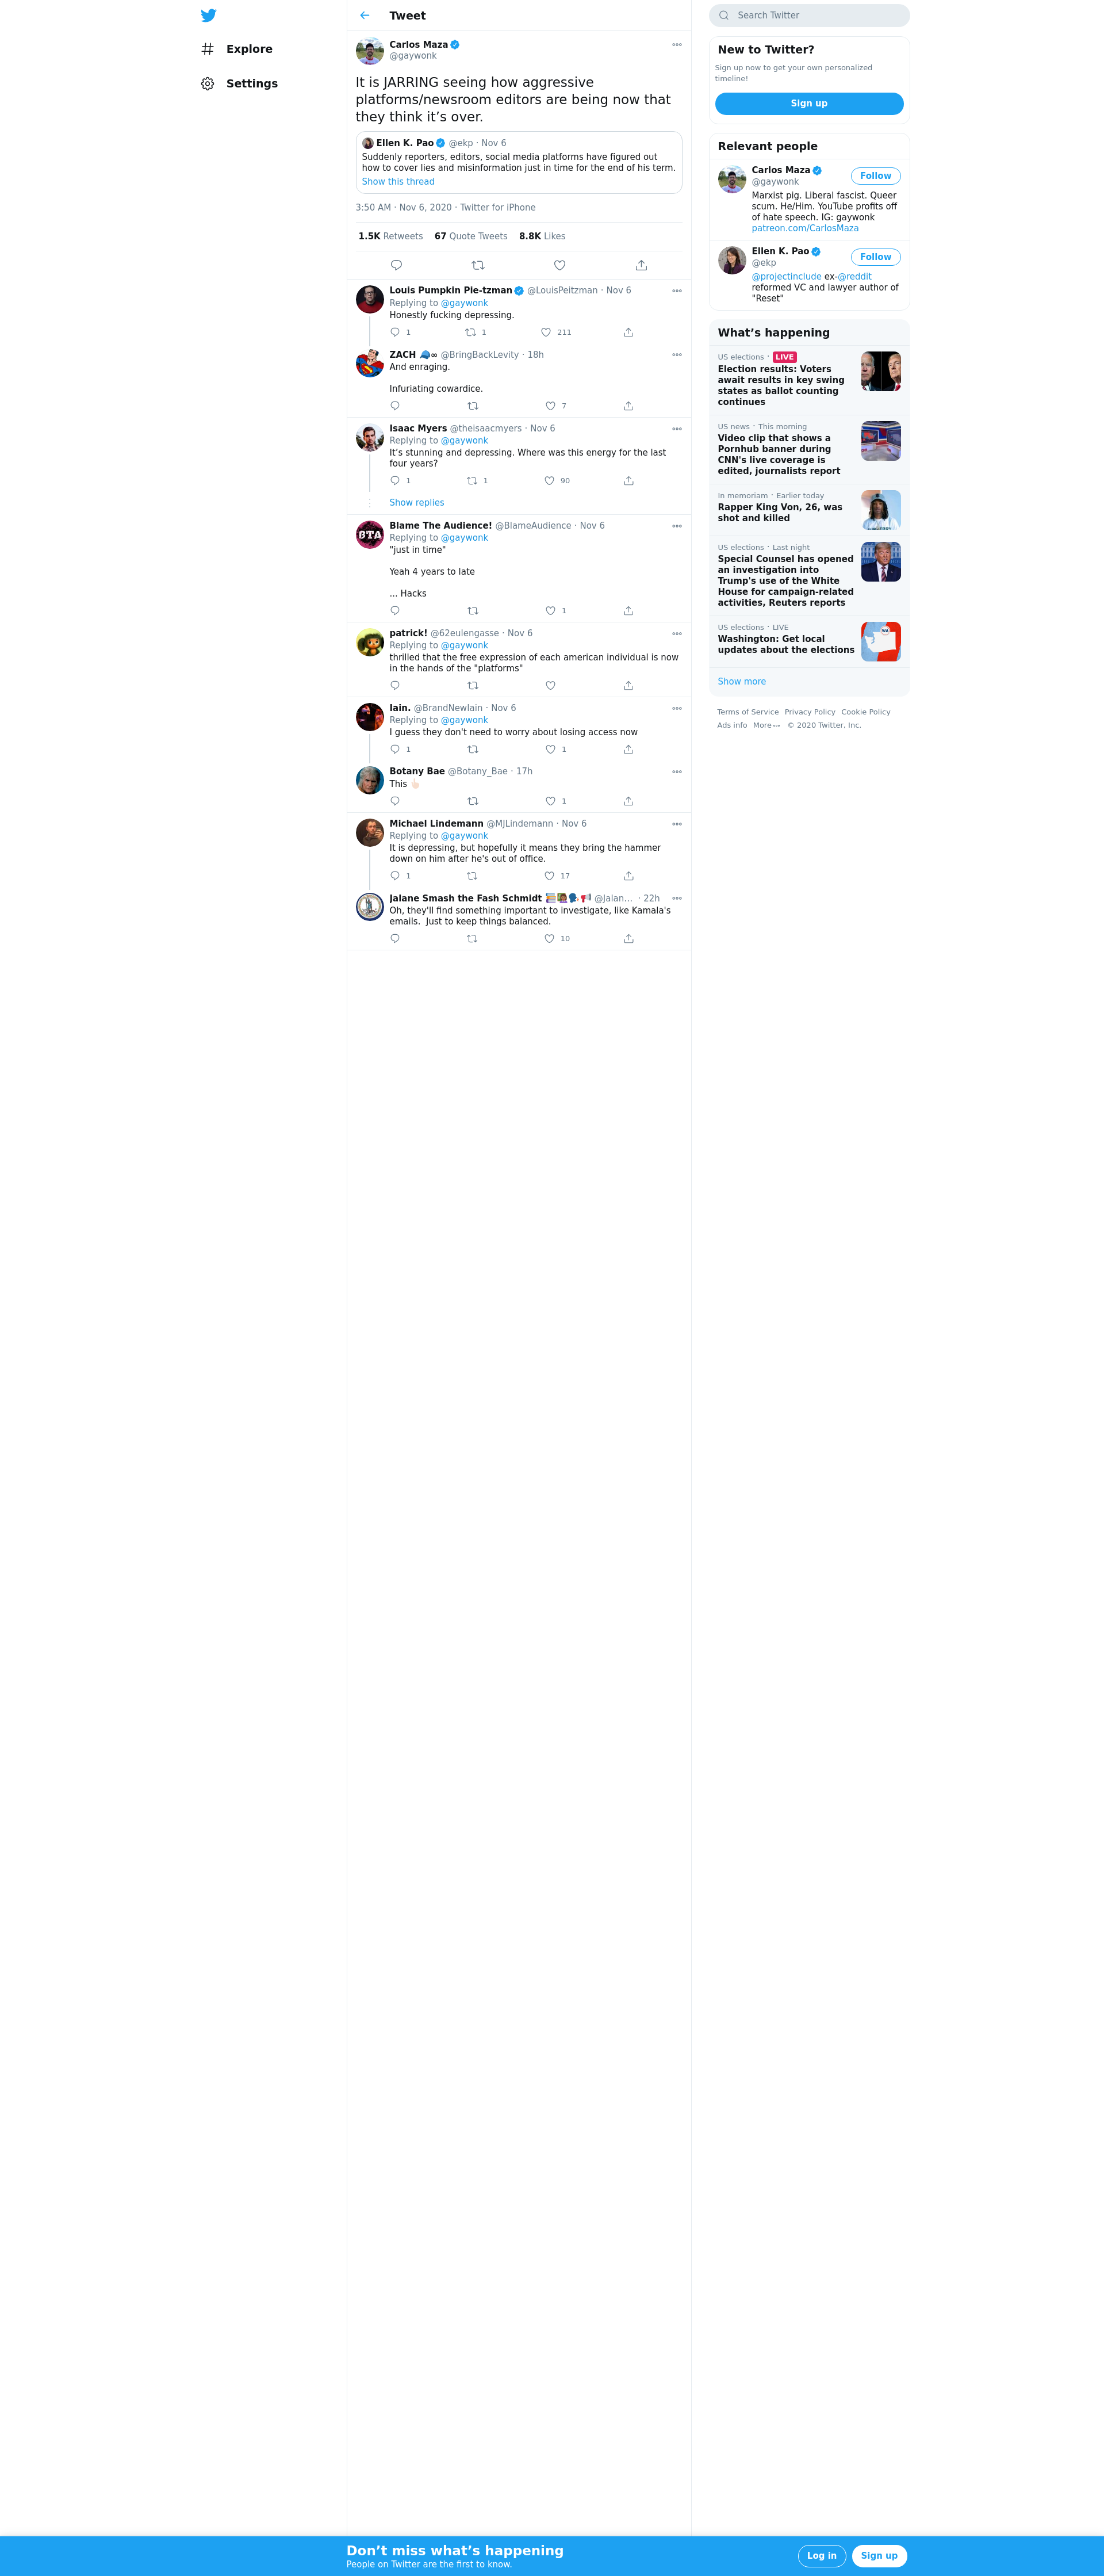 Explore
Settings
Tweet
Carlos Maza
@gaywonk
It is JARRING seeing how aggressive
platforms/newsroom editors are being now that
they think it’s over.
Ellen K. Pao @ekp · Nov 6
Suddenly reporters, editors, social media platforms have figured out
how to cover lies and misinformation just in time for the end of his term.
Show this thread
3:50 AM · Nov 6, 2020 · Twitter for iPhone
1.5K Retweets 67 Quote Tweets 8.8K Likes
Louis Pumpkin Pie-tzman @LouisPeitzman · Nov 6
Replying to @gaywonk
Honestly fucking depressing.
1 1 211
ZACH 🧢∞ @BringBackLevity · 18h
And enraging.
Infuriating cowardice.
7
Isaac Myers @theisaacmyers · Nov 6
Replying to @gaywonk
It’s stunning and depressing. Where was this energy for the last
four years?
1 1 90
Show replies
BTA
Blame The Audience! @BlameAudience · Nov 6
Replying to @gaywonk
"just in time"
Yeah 4 years to late
... Hacks
1
patrick! @62eulengasse · Nov 6
Replying to @gaywonk
thrilled that the free expression of each american individual is now
in the hands of the "platforms"
Iain. @BrandNewIain · Nov 6
Replying to @gaywonk
I guess they don't need to worry about losing access now
1 1
Botany Bae @Botany_Bae · 17h
This 👆🏻
1
Michael Lindemann @MJLindemann · Nov 6
Replying to @gaywonk
It is depressing, but hopefully it means they bring the hammer
down on him after he's out of office.
1 17
Jalane Smash the Fash Schmidt @Jalan… · 22h
Oh, they'll find something important to investigate, like Kamala's
emails. Just to keep things balanced.
10
Search Twitter
New to Twitter?
Sign up now to get your own personalized
timeline!
Sign up
Relevant people
Carlos Maza
@gaywonk
Follow
Marxist pig. Liberal fascist. Queer
scum. He/Him. YouTube profits off
of hate speech. IG: gaywonk
patreon.com/CarlosMaza
Ellen K. Pao
@ekp
Follow
@projectinclude ex-@reddit
reformed VC and lawyer author of
"Reset"
What’s happening
US elections · LIVE
Election results: Voters
await results in key swing
states as ballot counting
continues
US news · This morning
Video clip that shows a
Pornhub banner during
CNN's live coverage is
edited, journalists report
In memoriam · Earlier today
Rapper King Von, 26, was
shot and killed
US elections · Last night
Special Counsel has opened
an investigation into
Trump's use of the White
House for campaign-related
activities, Reuters reports
US elections · LIVE
Washington: Get local
updates about the elections
WA
Show more
Terms of Service Privacy Policy Cookie Policy
Ads info More © 2020 Twitter, Inc.
Don’t miss what’s happening
People on Twitter are the first to know.
Log in
Sign up